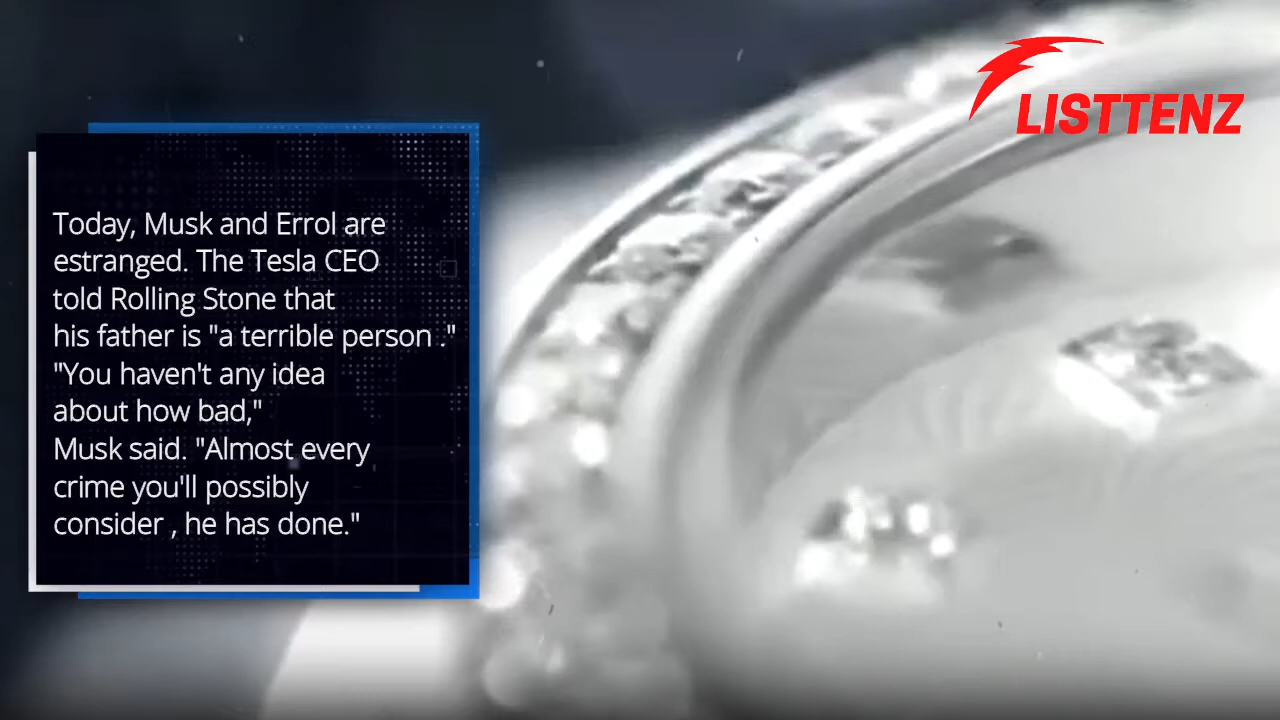 LISTTENZ
Today, Musk and Errol are
estranged. The Tesla CEO
told Rolling Stone that
his father is "a terrible person ."
"You haven't any idea
about how bad,"
Musk said. "Almost every
crime you'll possibly
consider , he has done."